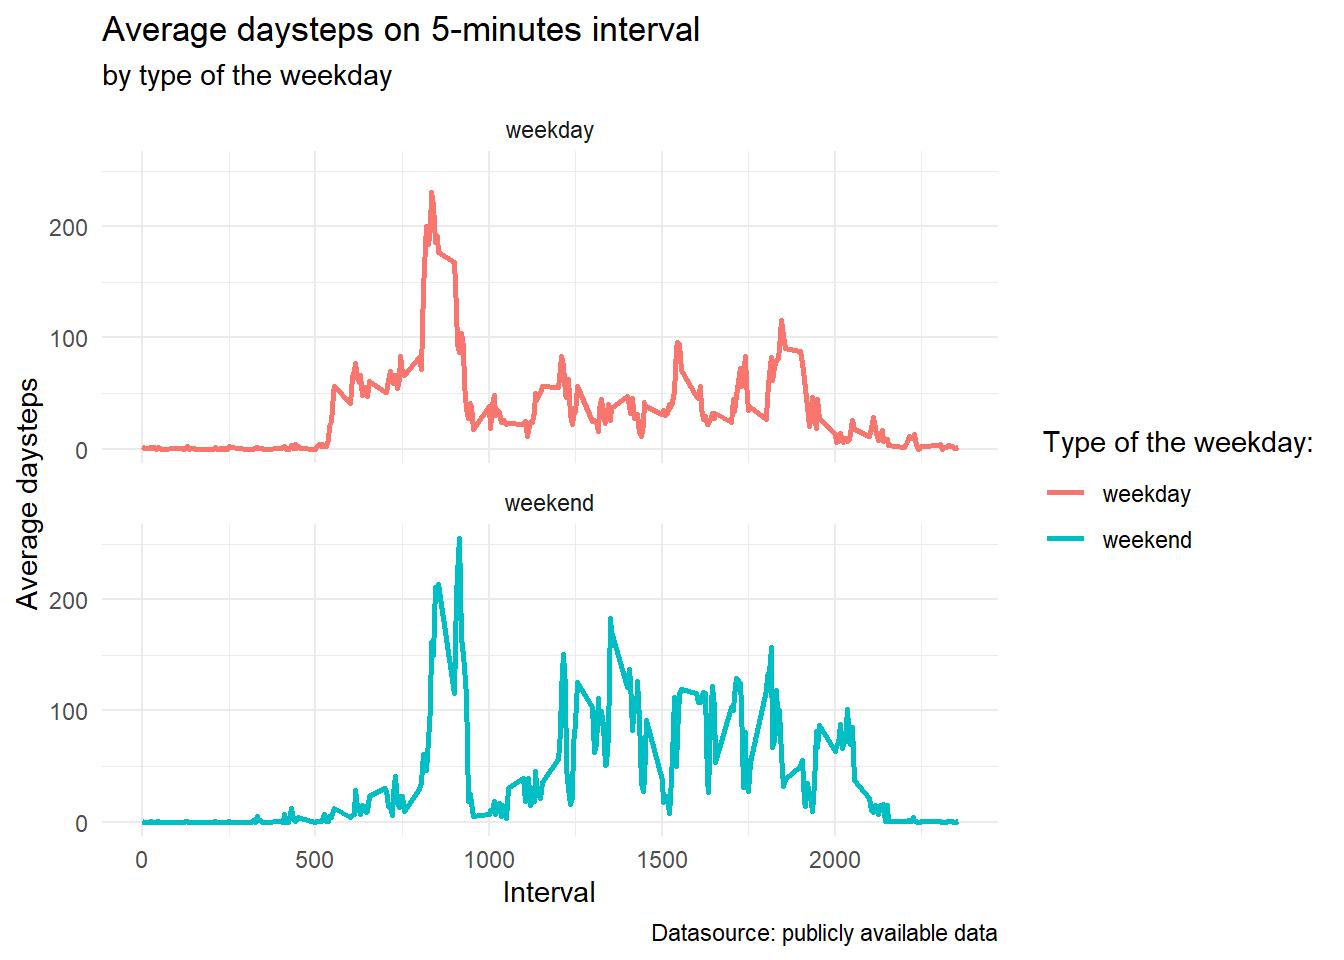 Average daysteps on 5-minutes interval
by type of the weekday
weekday
200
100
0
weekend
200
100
0
Average daysteps
0 500 1000 1500 2000
Interval
Type of the weekday:
weekday
weekend
Datasource: publicly available data